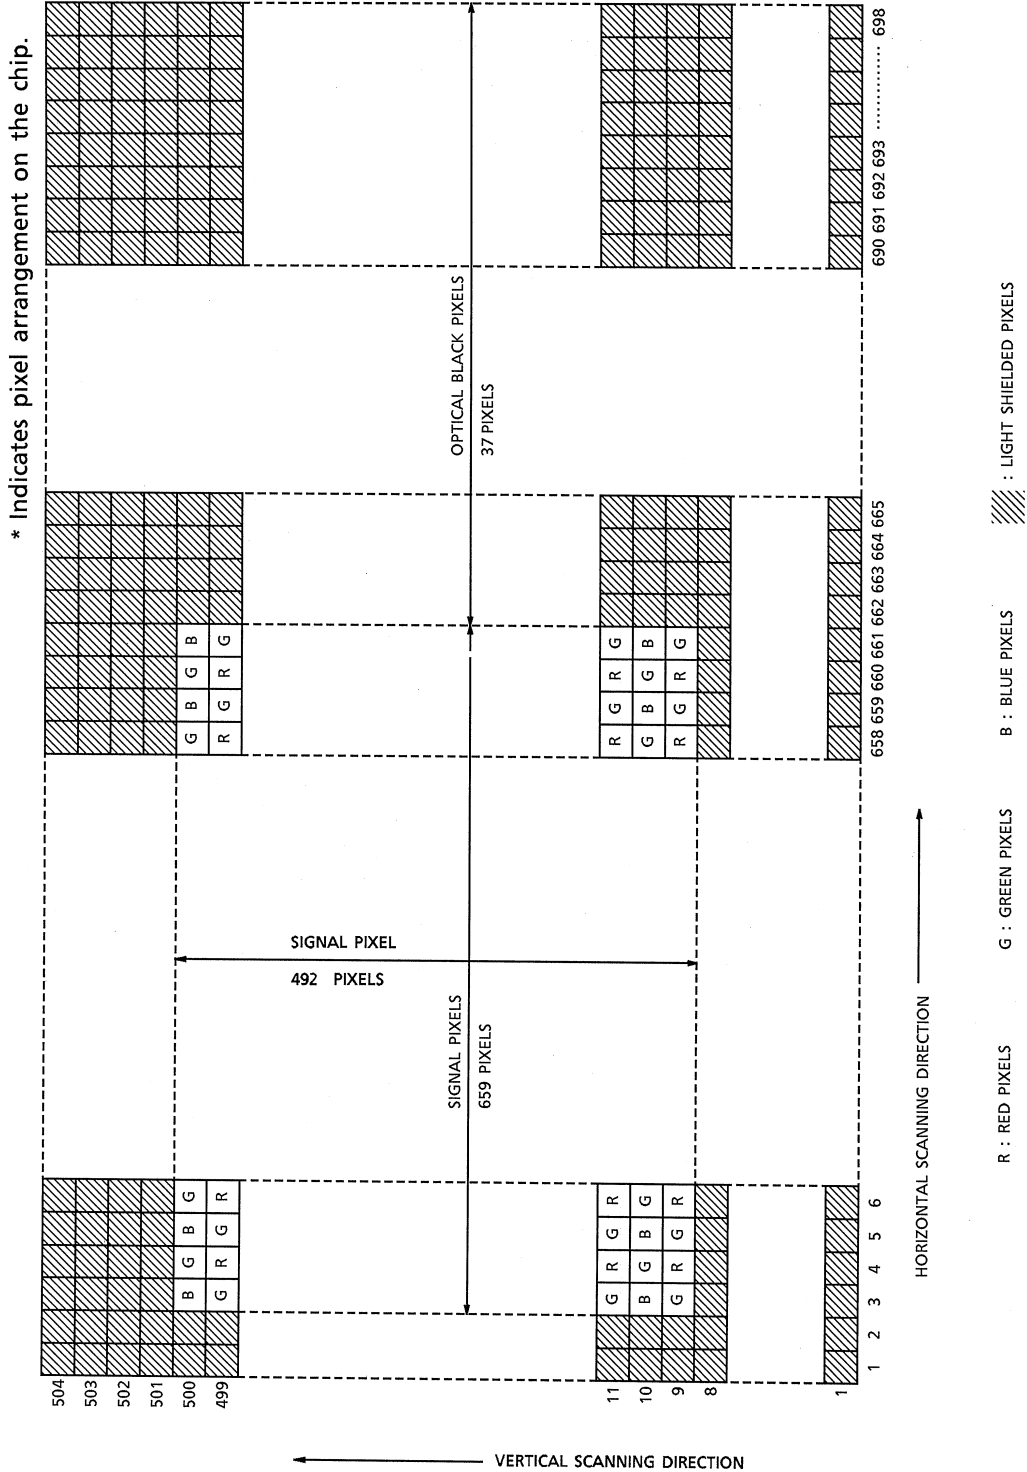 * Indicates pixel arrangement on the chip.
504
503
502
501
500 B G B G G B G B
499 G R G R R G R G
SIGNAL PIXEL
492 PIXELS
SIGNAL PIXELS
659 PIXELS
OPTICAL BLACK PIXELS
37 PIXELS
11 G R G R R G R G
10 B G B G G B G B
9 G R G R R G R G
8
1
1 2 3 4 5 6 658 659 660 661 662 663 664 665 690 691 692 693 ············ 698
VERTICAL SCANNING DIRECTION
HORIZONTAL SCANNING DIRECTION
R : RED PIXELS G : GREEN PIXELS B : BLUE PIXELS : LIGHT SHIELDED PIXELS